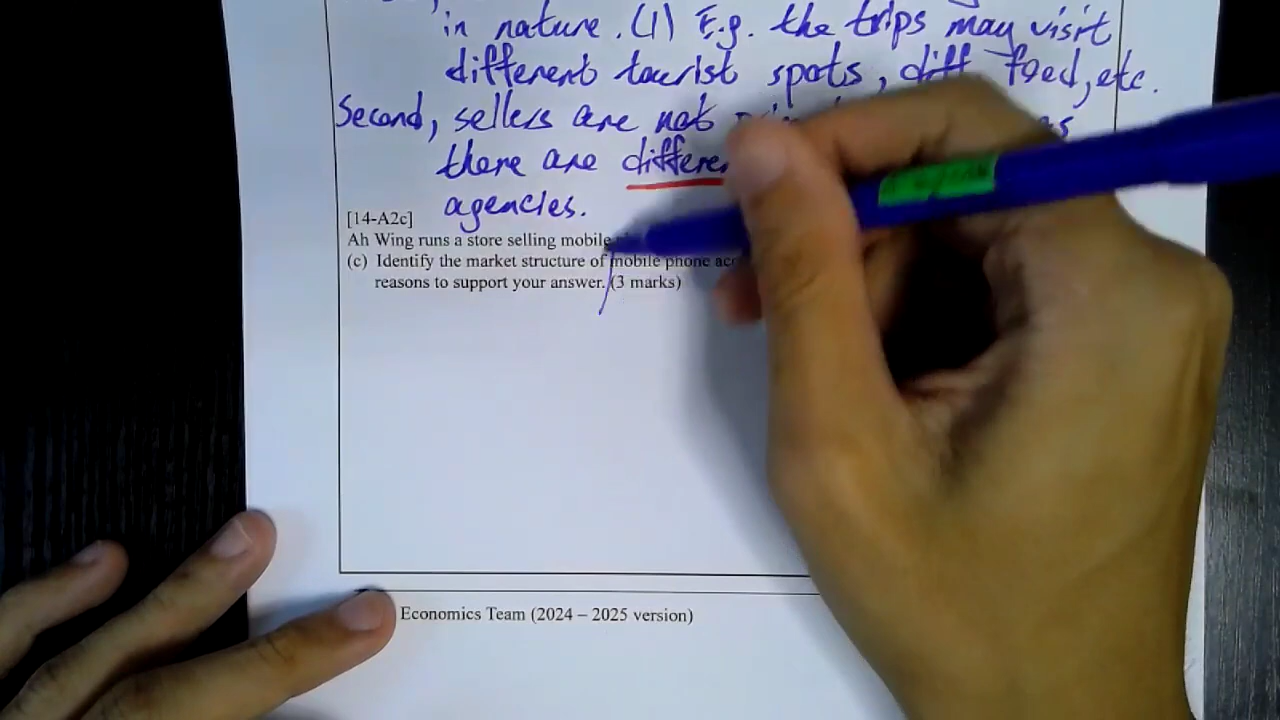 in nature. (1) E.g. the trips may visit
different tourist spots, diff food, etc.
Second, sellers are not
there are
agencies.
[14-A2c]
Ah Wing runs a store selling mobile
(c) Identify the market structure of mobile phone
reasons to support your answer. (3 marks)
Economics Team (2024 – 2025 version)